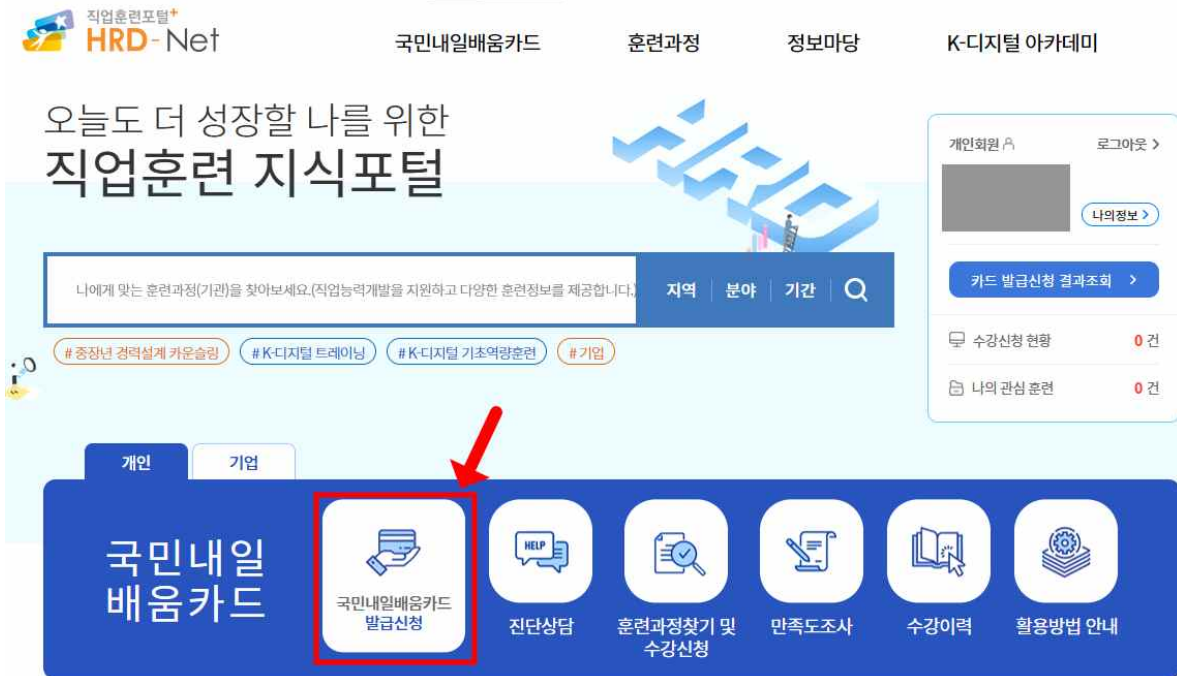 직업훈련포털+
HRD-Net
국민내일배움카드 훈련과정 정보마당 K-디지털 아카데미
오늘도 더 성장할 나를 위한
직업훈련 지식포털
HRD
개인회원 로그아웃 >
나의정보 >
카드 발급신청 결과조회 >
수강신청 현황 0 건
나의 관심 훈련 0 건
나에게 맞는 훈련과정(기관)을 찾아보세요.(직업능력개발을 지원하고 다양한 훈련정보를 제공합니다.) 지역 분야 기간
#중장년 경력설계 카운슬링 #K-디지털 트레이닝 #K-디지털 기초역량훈련 #기업
개인 기업
국민내일
배움카드
국민내일배움카드
발급신청
HELP
진단상담
훈련과정찾기 및
수강신청
만족도조사
수강이력
활용방법 안내